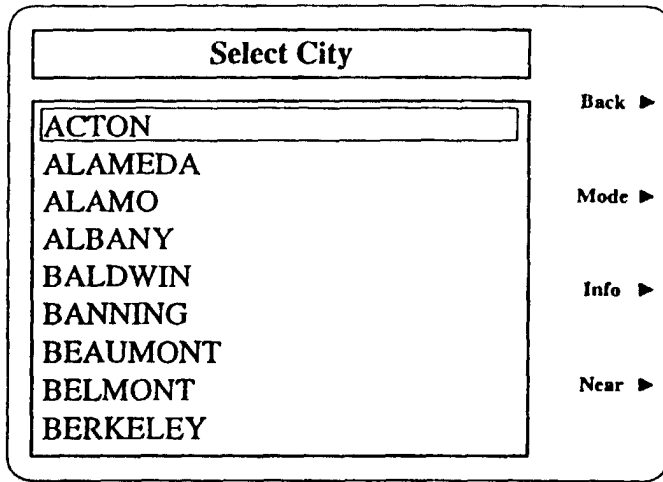 Select City
ACTON
ALAMEDA
ALAMO
ALBANY
BALDWIN
BANNING
BEAUMONT
BELMONT
BERKELEY
Back ►
Mode ►
Info ►
Near ►